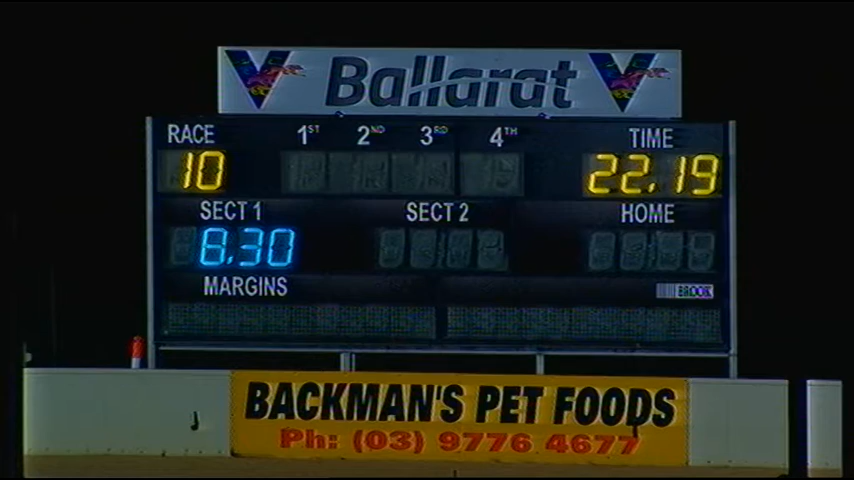 Ballarat
RACE 1ST 2ND 3RD 4TH TIME
10 22.19
SECT 1 SECT 2 HOME
6.30
MARGINS
BROOK
BACKMAN'S PET FOODS
Ph: (03) 9776 4677